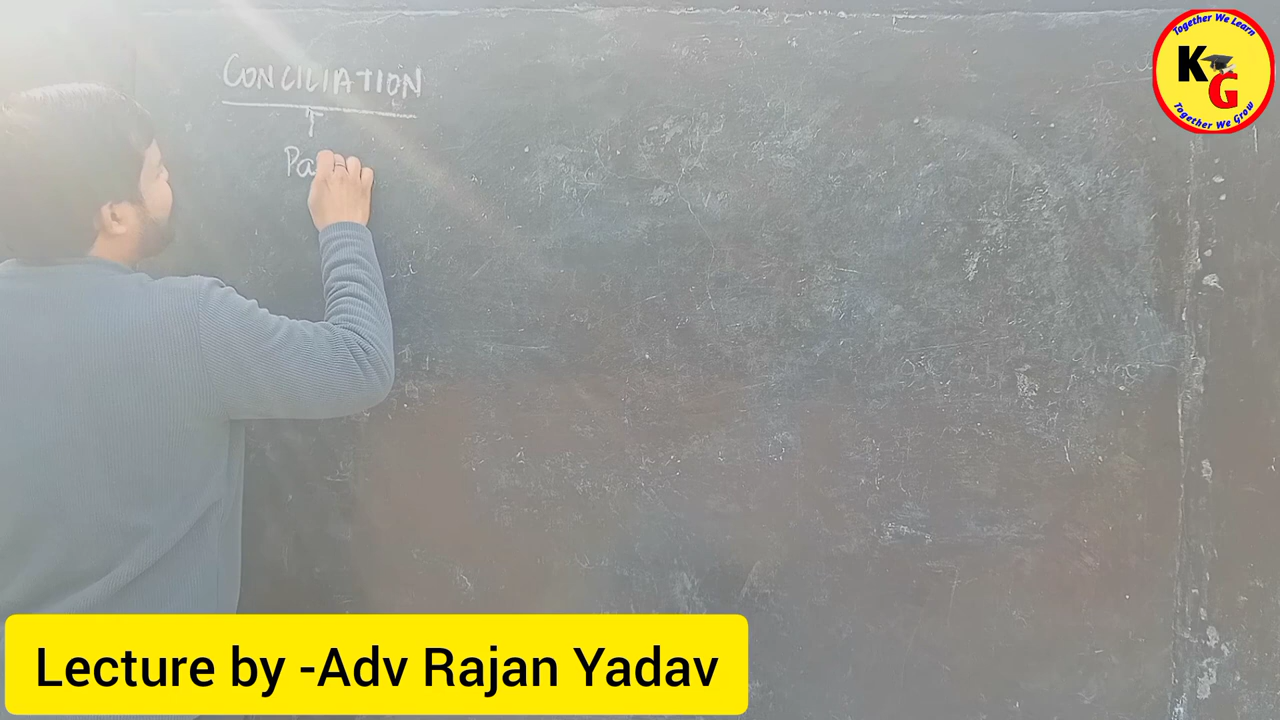 CONCILIATION
Pa
Together We Learn
KG
Together We Grow
Lecture by -Adv Rajan Yadav